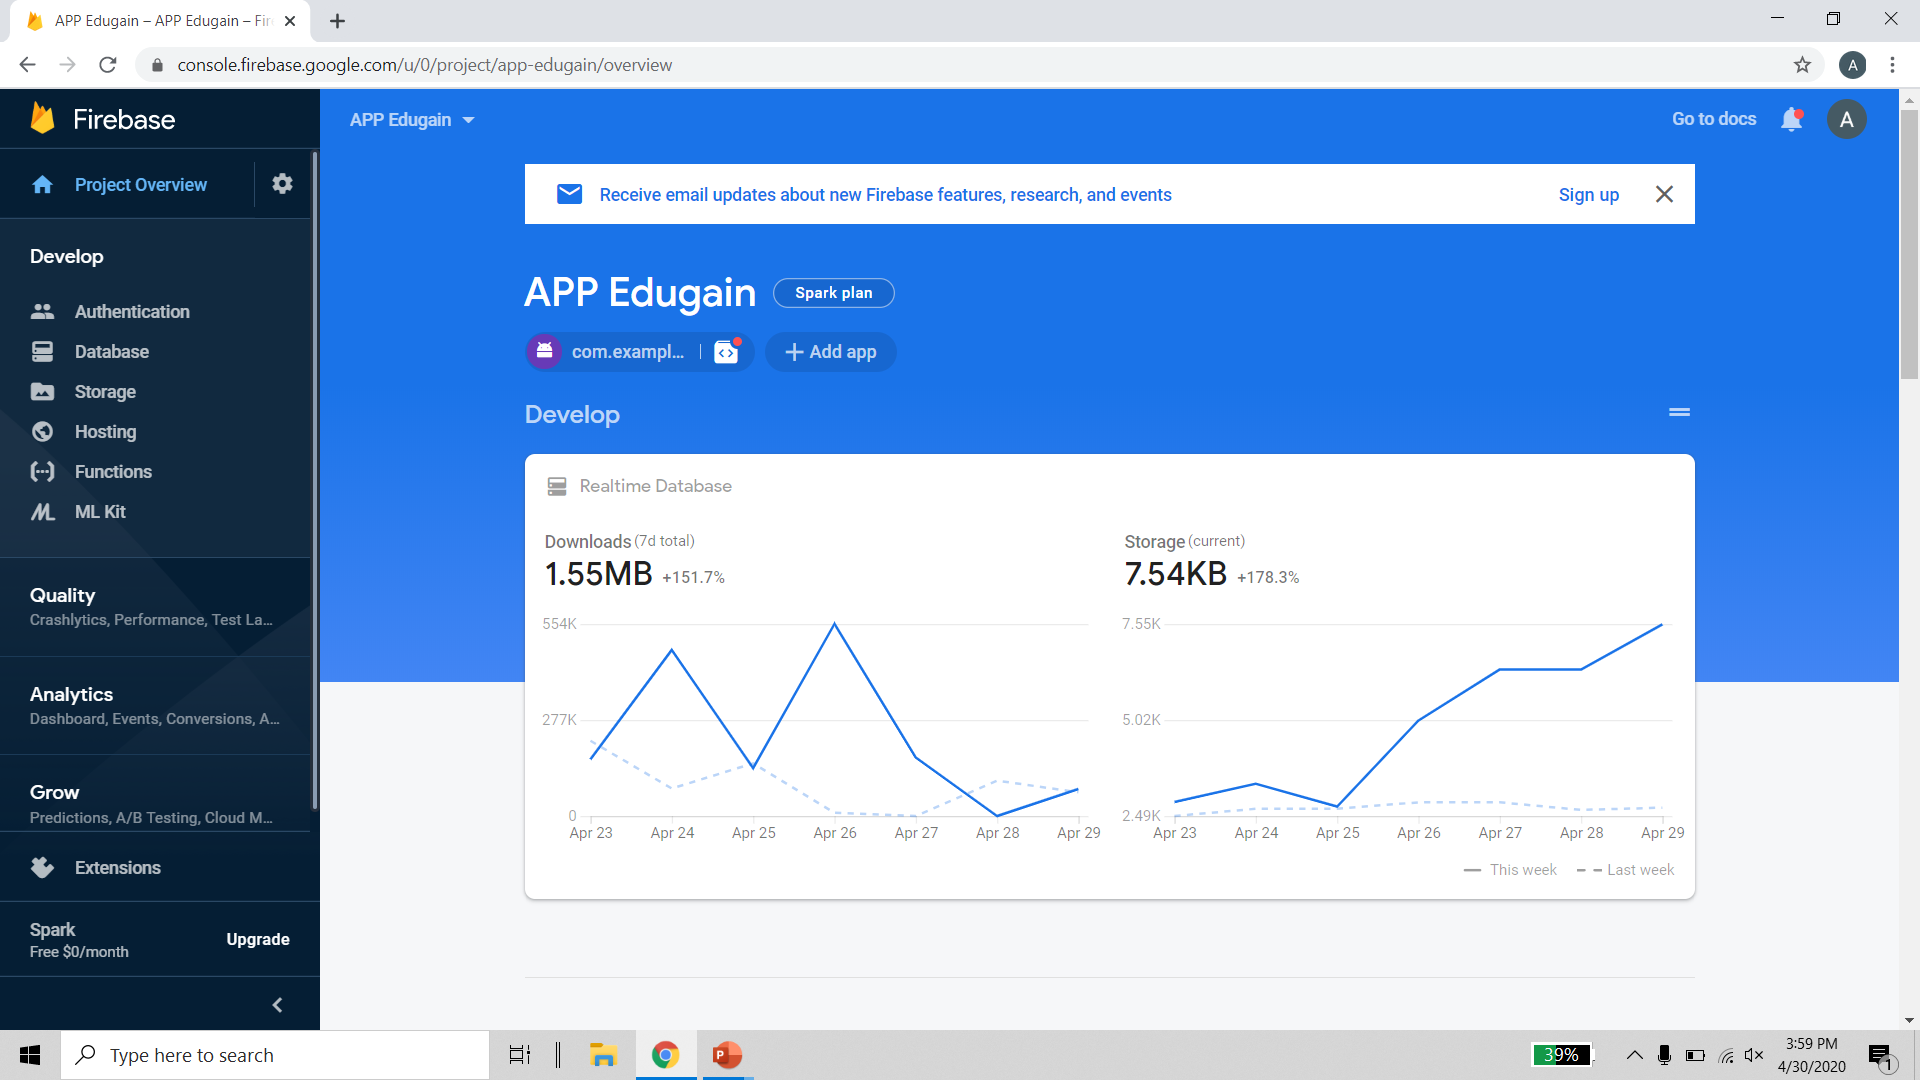 APP Edugain – APP Edugain – Fir
console.firebase.google.com/u/0/project/app-edugain/overview
A
Firebase
APP Edugain
Go to docs
A
Project Overview
Receive email updates about new Firebase features, research, and events
Sign up
Develop
Authentication
Database
Storage
Hosting
Functions
ML Kit
Quality
Crashlytics, Performance, Test La...
Analytics
Dashboard, Events, Conversions, A...
Grow
Predictions, A/B Testing, Cloud M...
Extensions
Spark
Free $0/month
Upgrade
APP Edugain
Spark plan
com.exampl...
Add app
Develop
Realtime Database
Downloads (7d total)
1.55MB +151.7%
554K
277K
0
Apr 23 Apr 24 Apr 25 Apr 26 Apr 27 Apr 28 Apr 29
Storage (current)
7.54KB +178.3%
7.55K
5.02K
2.49K
Apr 23 Apr 24 Apr 25 Apr 26 Apr 27 Apr 28 Apr 29
This week Last week
Type here to search
P
39%
3:59 PM
4/30/2020
1